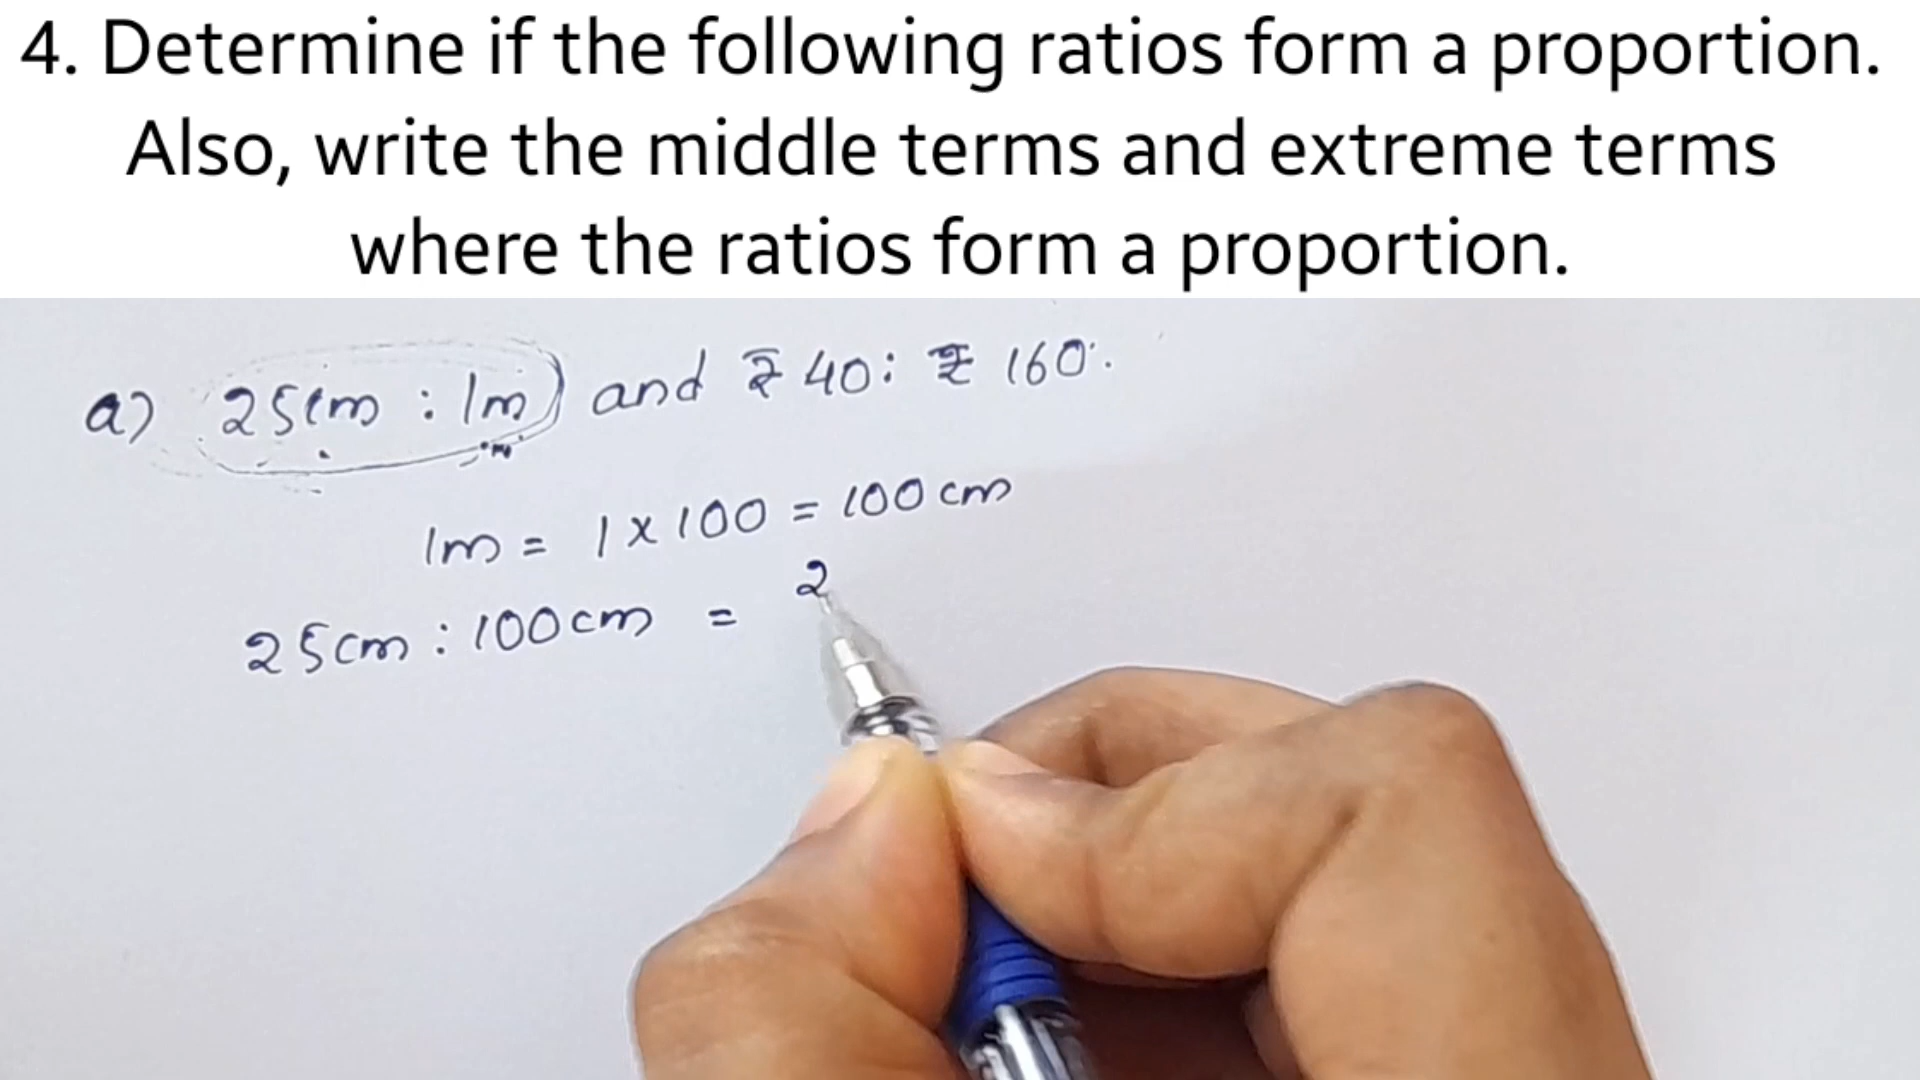 4. Determine if the following ratios form a proportion.
Also, write the middle terms and extreme terms
where the ratios form a proportion.
a) 25cm : 1m and ₹ 40 : ₹ 160.
1m = 1 x 100 = 100 cm
25cm : 100cm = 2